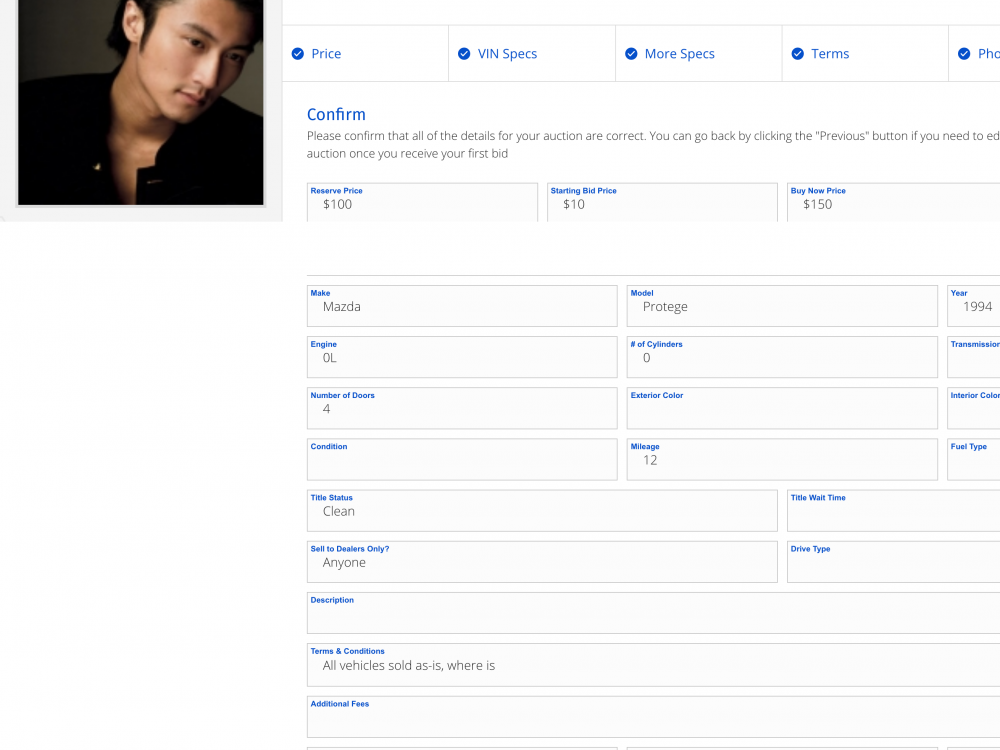 Price
VIN Specs
More Specs
Terms
Pho
Confirm
Please confirm that all of the details for your auction are correct. You can go back by clicking the "Previous" button if you need to ed
auction once you receive your first bid
Reserve Price
$100
Starting Bid Price
$10
Buy Now Price
$150
Make
Mazda
Model
Protege
Year
1994
Engine
0L
# of Cylinders
0
Transmission
Number of Doors
4
Exterior Color
Interior Color
Condition
Mileage
12
Fuel Type
Title Status
Clean
Title Wait Time
Sell to Dealers Only?
Anyone
Drive Type
Description
Terms & Conditions
All vehicles sold as-is, where is
Additional Fees